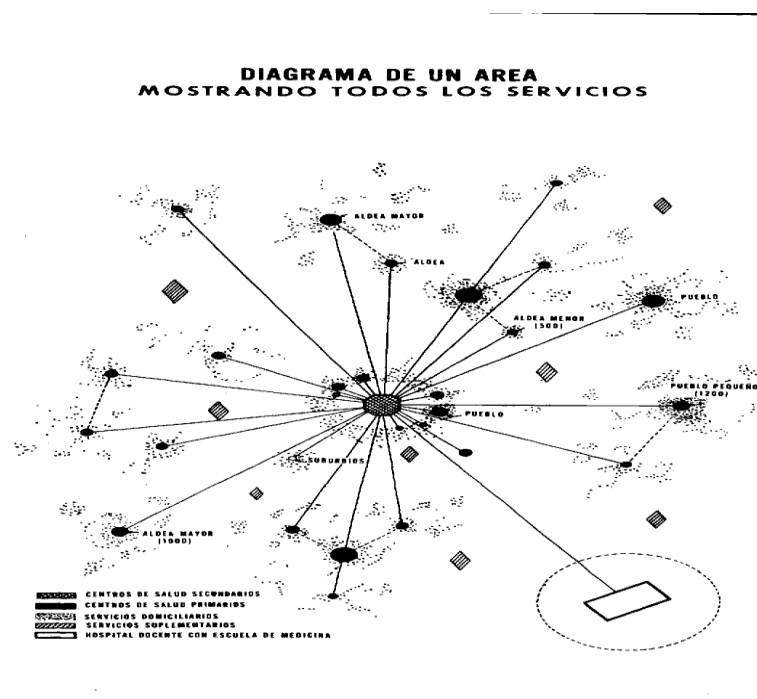 DIAGRAMA DE UN AREA
MOSTRANDO TODOS LOS SERVICIOS
ALDEA MAYOR
ALDEA
PUEBLO
ALDEA MENOR
(500)
PUEBLO PEQUEÑO
(1200)
PUEBLO
SUBURBIOS
ALDEA MAYOR
(1000)
CENTROS DE SALUD SECUNDARIOS
CENTROS DE SALUD PRIMARIOS
SERVICIOS DOMICILIARIOS
SERVICIOS SUPLEMENTARIOS
HOSPITAL DOCENTE CON ESCUELA DE MEDICINA